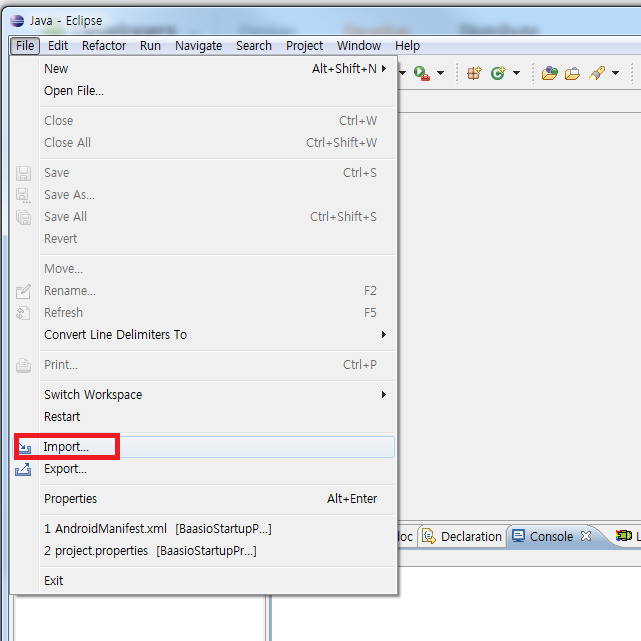 Java - Eclipse
File Edit Refactor Run Navigate Search Project Window Help
New Alt+Shift+N
Open File...
Close Ctrl+W
Close All Ctrl+Shift+W
Save Ctrl+S
Save As...
Save All Ctrl+Shift+S
Revert
Move...
Rename... F2
Refresh F5
Convert Line Delimiters To
Print... Ctrl+P
Switch Workspace
Restart
Import...
Export...
Properties Alt+Enter
1 AndroidManifest.xml [BaasioStartupP...]
2 project.properties [BaasioStartupPr...]
Exit
Declaration Console